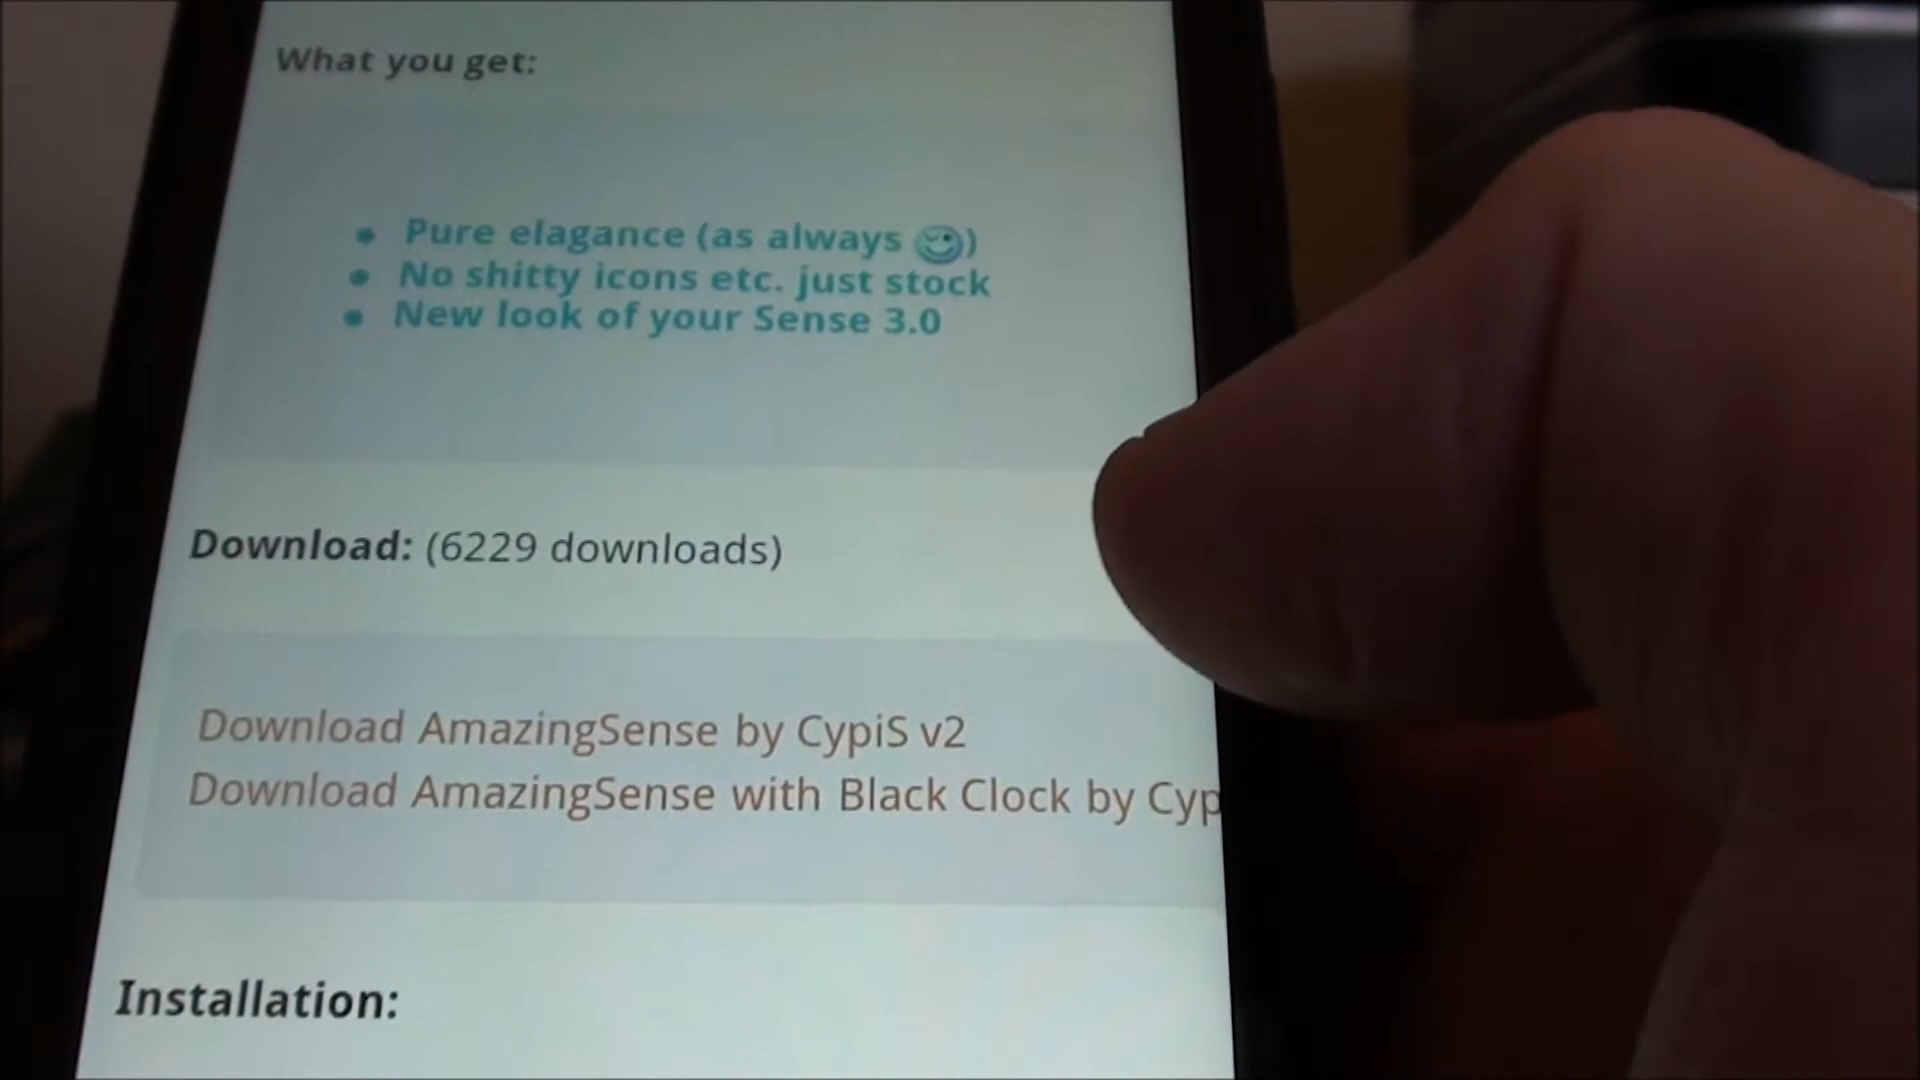 What you get:
Pure elagance (as always 😉)
No shitty icons etc. just stock
New look of your Sense 3.0
Download: (6229 downloads)
Download AmazingSense by CypiS v2
Download AmazingSense with Black Clock by Cyp
Installation: